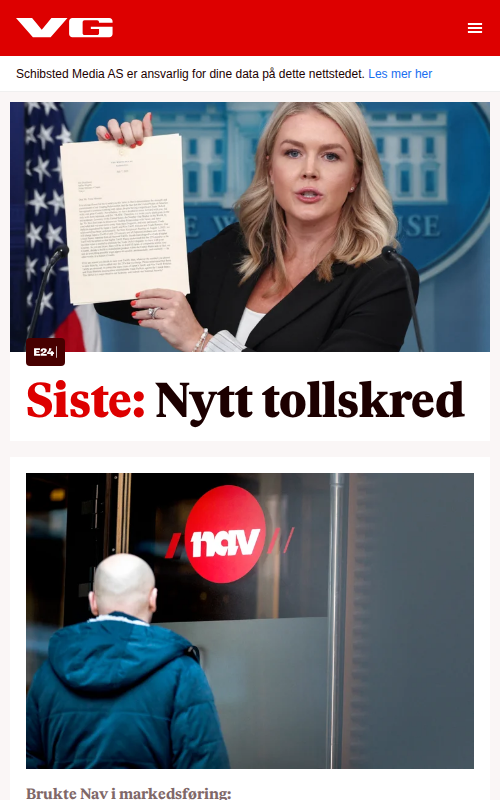 VG
Schibsted Media AS er ansvarlig for dine data på dette nettstedet. Les mer her
E24
Siste: Nytt tollskred
nav
Brukte Nav i markedsføring: